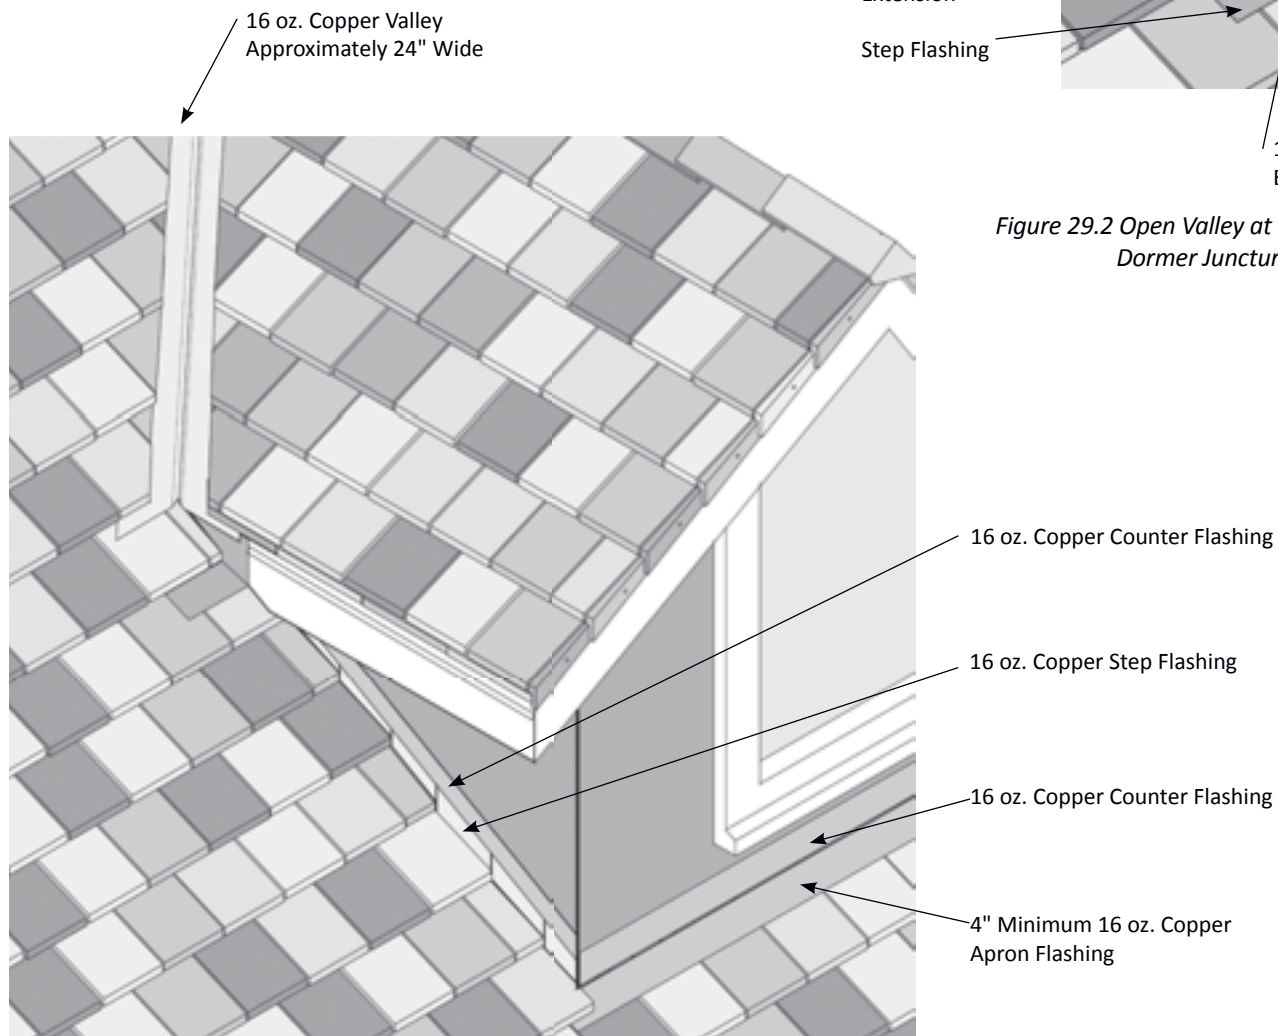 16 oz. Copper Valley
Approximately 24" Wide
Step Flashing
Figure 29.2 Open Valley at
Dormer
16 oz. Copper Counter Flashing
16 oz. Copper Step Flashing
16 oz. Copper Counter Flashing
4" Minimum 16 oz. Copper
Apron Flashing